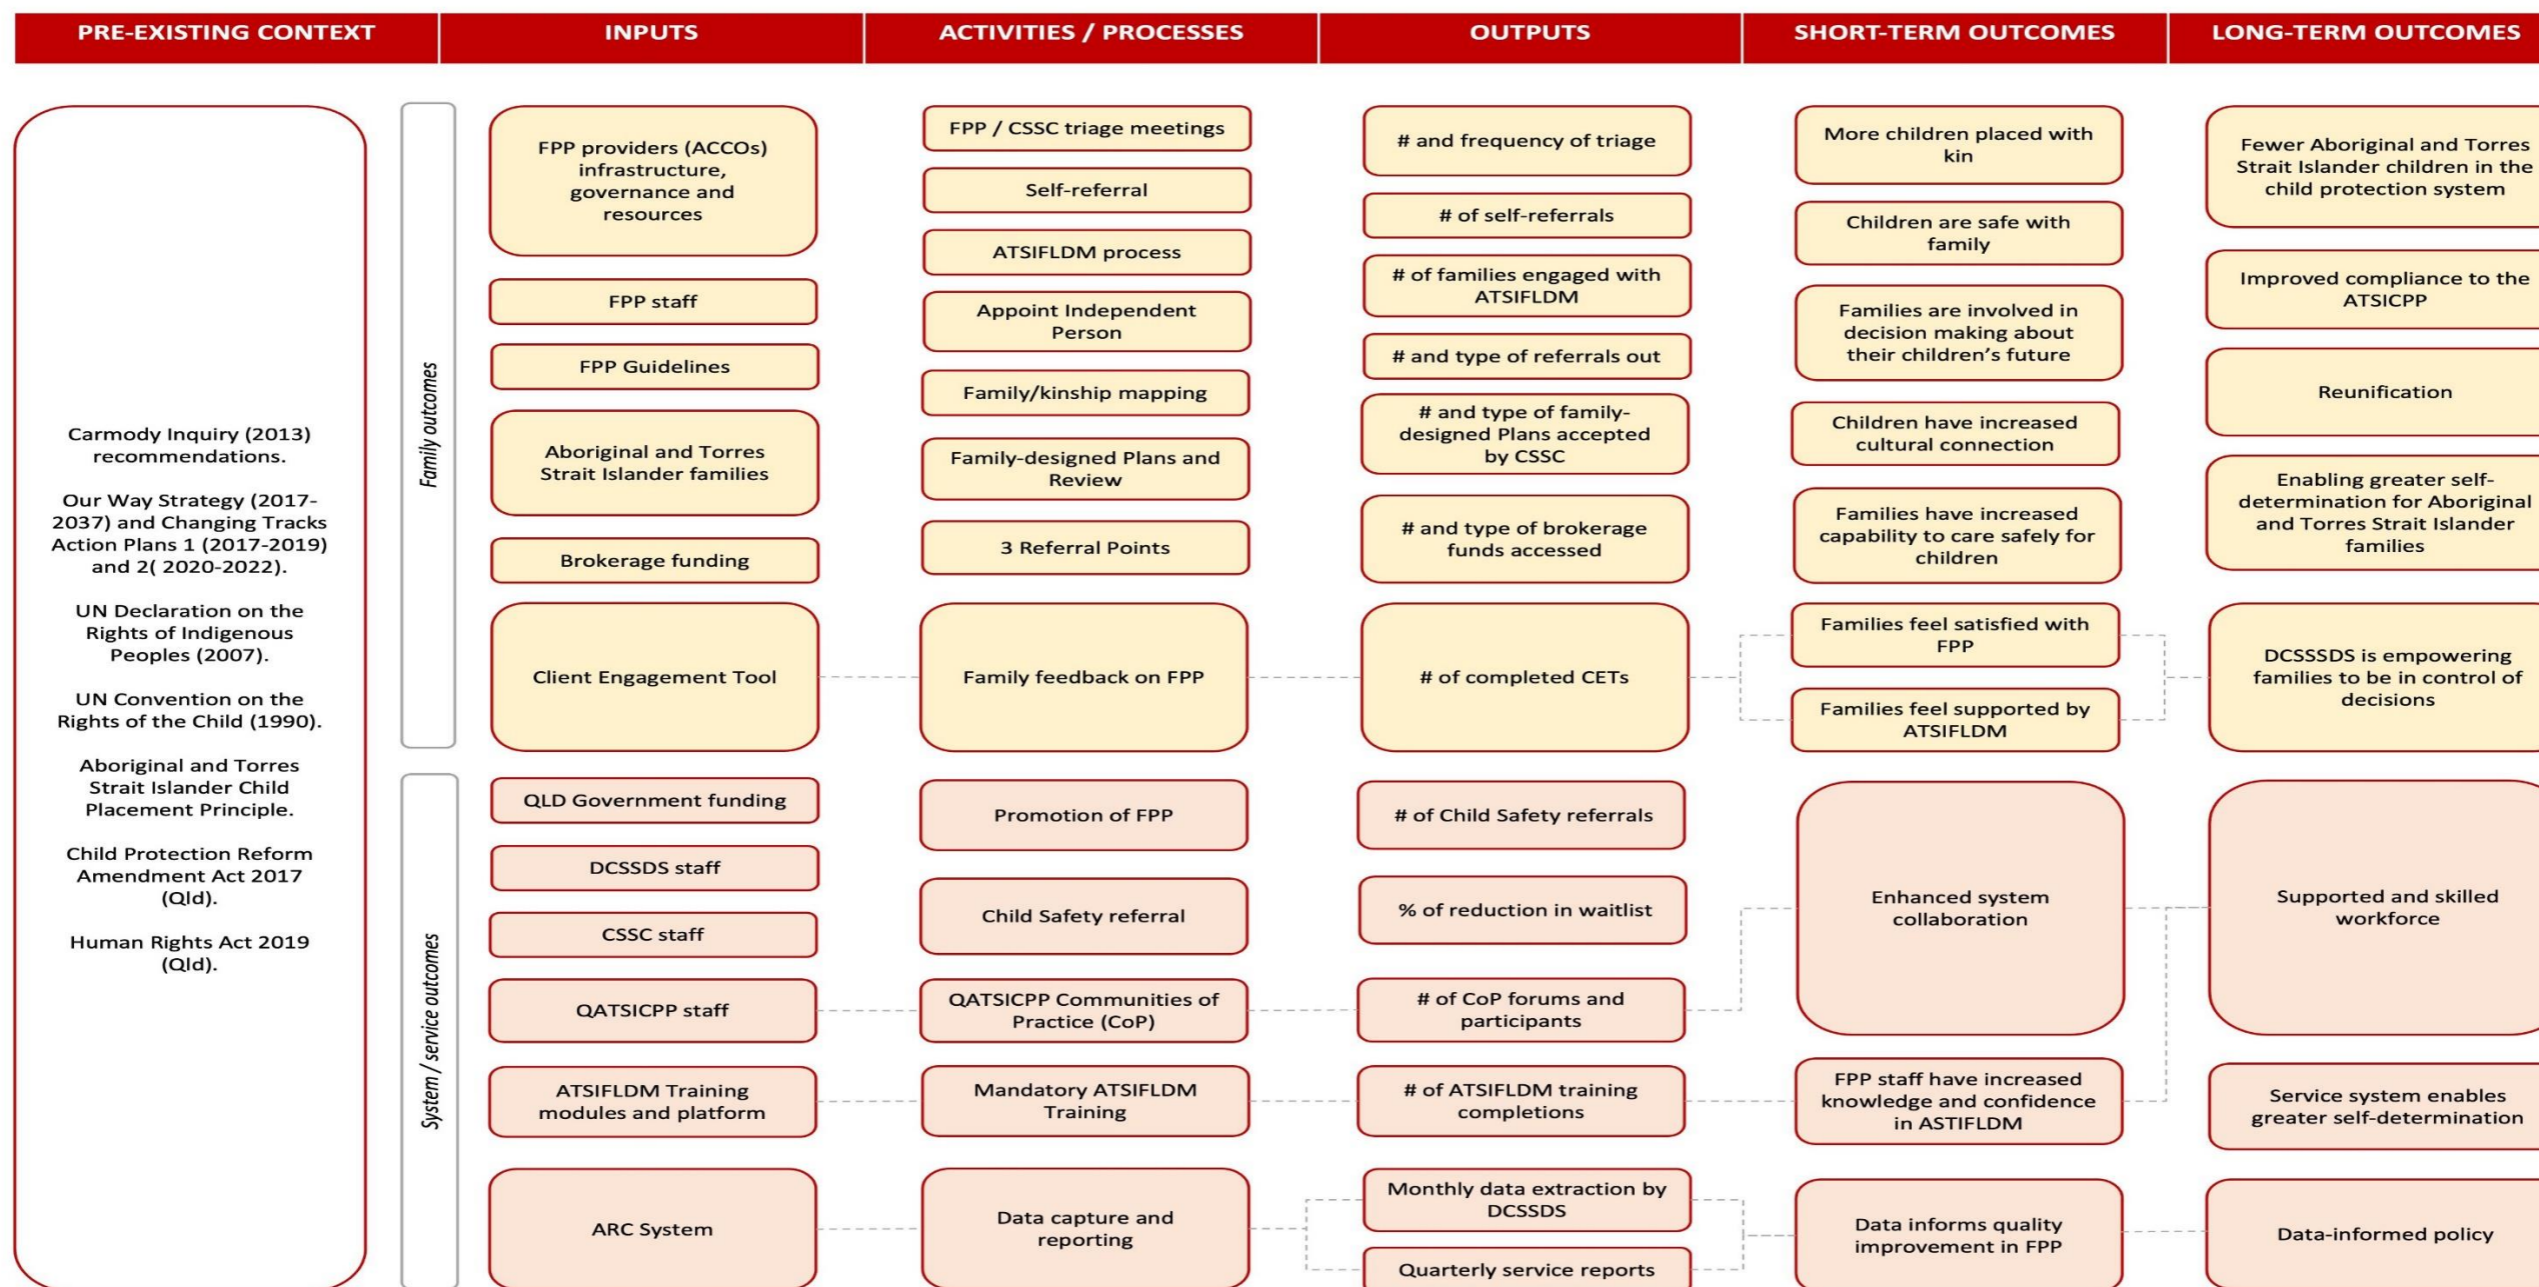 PRE-EXISTING CONTEXT
INPUTS
ACTIVITIES / PROCESSES
OUTPUTS
SHORT-TERM OUTCOMES
LONG-TERM OUTCOMES
Carmody Inquiry (2013)
recommendations.
Our Way Strategy (2017-
2037) and Changing Tracks
Action Plans 1 (2017-2019)
and 2( 2020-2022).
UN Declaration on the
Rights of Indigenous
Peoples (2007).
UN Convention on the
Rights of the Child (1990).
Aboriginal and Torres
Strait Islander Child
Placement Principle.
Child Protection Reform
Amendment Act 2017
(Qld).
Human Rights Act 2019
(Qld).
Family outcomes
FPP providers (ACCOs)
infrastructure,
governance and
resources
FPP staff
FPP Guidelines
Aboriginal and Torres
Strait Islander families
Brokerage funding
Client Engagement Tool
FPP / CSSC triage meetings
Self-referral
ATSIFLDM process
Appoint Independent
Person
Family/kinship mapping
Family-designed Plans and
Review
3 Referral Points
Family feedback on FPP
# and frequency of triage
# of self-referrals
# of families engaged with
ATSIFLDM
# and type of referrals out
# and type of family-
designed Plans accepted
by CSSC
# and type of brokerage
funds accessed
# of completed CETs
More children placed with
kin
Children are safe with
family
Families are involved in
decision making about
their children's future
Children have increased
cultural connection
Families have increased
capability to care safely for
children
Families feel satisfied with
FPP
Families feel supported by
ATSIFLDM
Fewer Aboriginal and Torres
Strait Islander children in the
child protection system
Improved compliance to the
ATSICPP
Reunification
Enabling greater self-
determination for Aboriginal
and Torres Strait Islander
families
DCSSSDS is empowering
families to be in control of
decisions
System / service outcomes
QLD Government funding
DCSSDS staff
CSSC staff
QATSICPP staff
ATSIFLDM Training
modules and platform
ARC System
Promotion of FPP
Child Safety referral
QATSICPP Communities of
Practice (CoP)
Mandatory ATSIFLDM
Training
Data capture and
reporting
# of Child Safety referrals
% of reduction in waitlist
# of CoP forums and
participants
# of ATSIFLDM training
completions
Monthly data extraction by
DCSSDS
Quarterly service reports
Enhanced system
collaboration
FPP staff have increased
knowledge and confidence
in ASTIFLDM
Data informs quality
improvement in FPP
Supported and skilled
workforce
Service system enables
greater self-determination
Data-informed policy